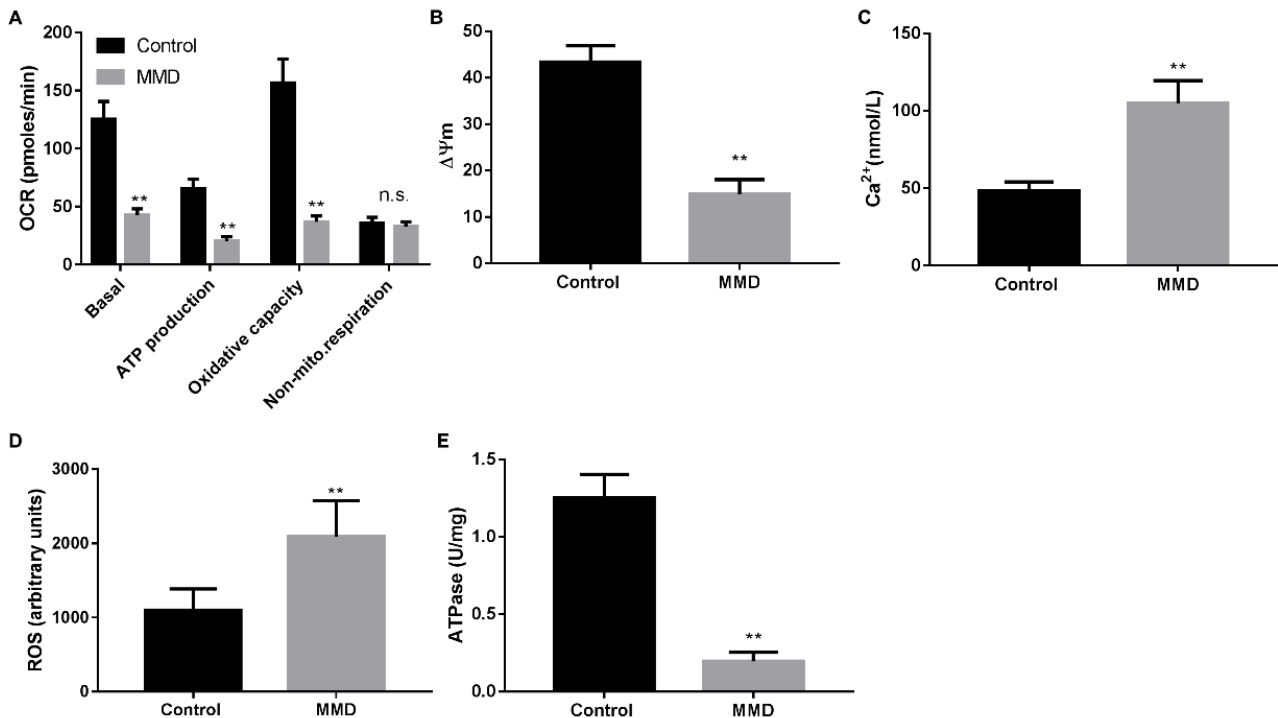 A
OCR (pmoles/min)
200
150
100
50
0
Control
MMD
**
**
**
n.s.
Basal
ATP production
Oxidative capacity
Non-mito.respiration
B
ΔΨm
50
40
30
20
10
0
**
Control
MMD
C
Ca²⁺(nmol/L)
150
100
50
0
**
Control
MMD
D
ROS (arbitrary units)
3000
2000
1000
0
**
Control
MMD
E
ATPase (U/mg)
1.5
1.0
0.5
0.0
**
Control
MMD